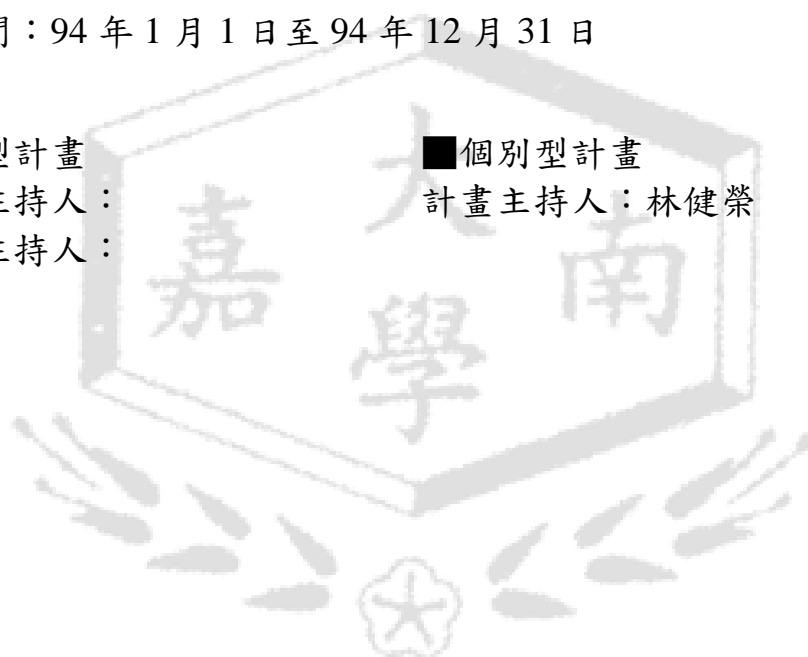 ：94 年 1 月 1 日至 94 年 12 月 31 日
型計畫
■個別型計畫
主持人：
計畫主持人：林健榮
主持人：
大
嘉 南
學